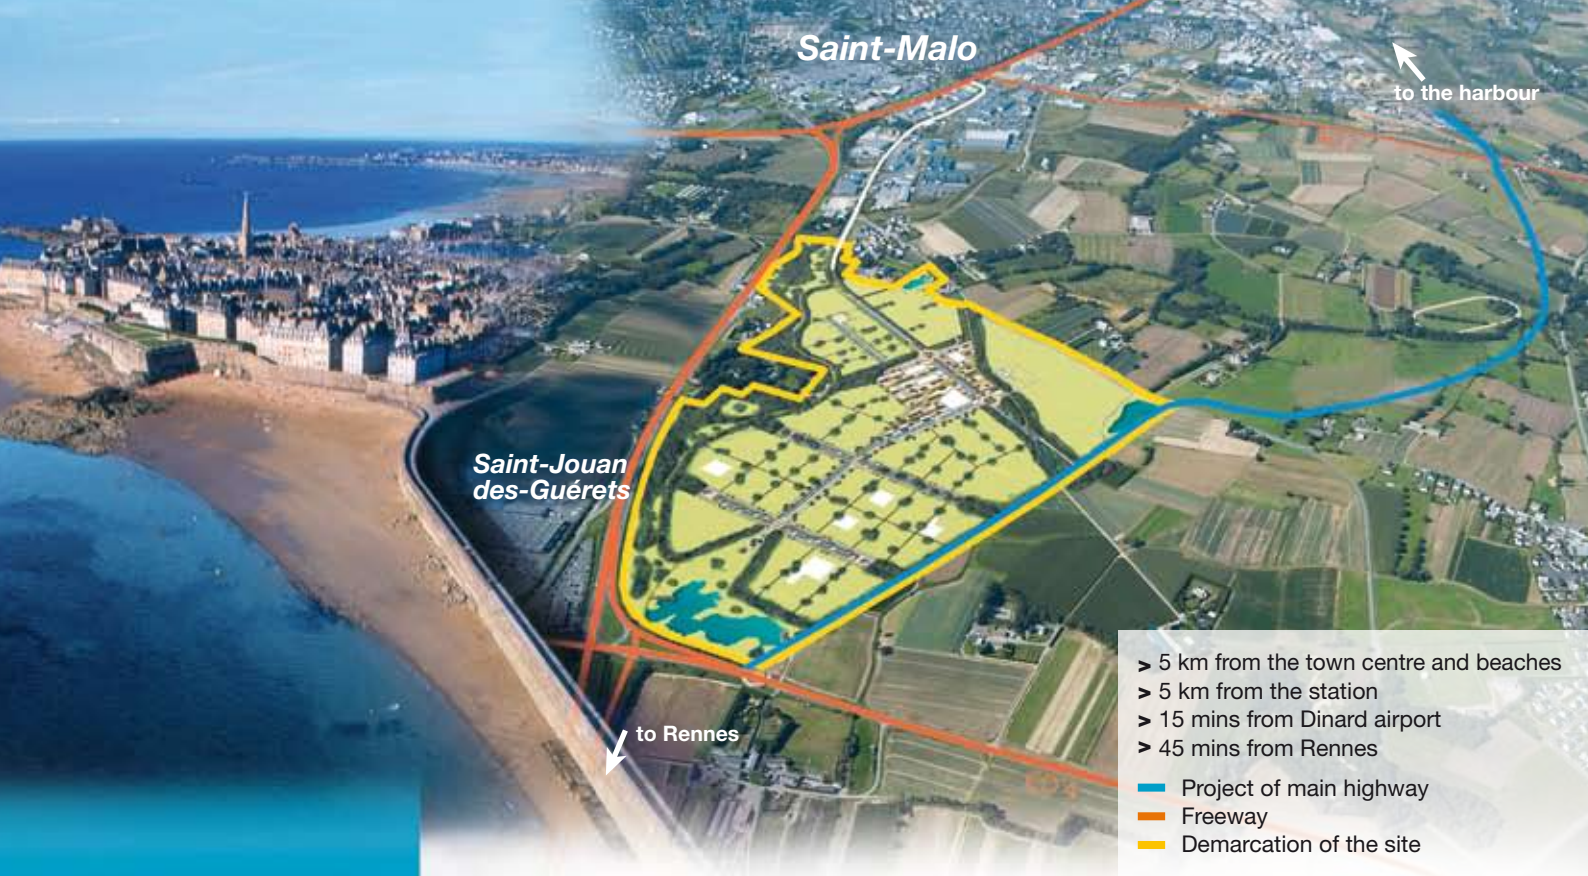 Saint-Malo
to the harbour
Saint-Jouan
des-Guérets
to Rennes
> 5 km from the town centre and beaches
> 5 km from the station
> 15 mins from Dinard airport
> 45 mins from Rennes
Project of main highway
Freeway
Demarcation of the site